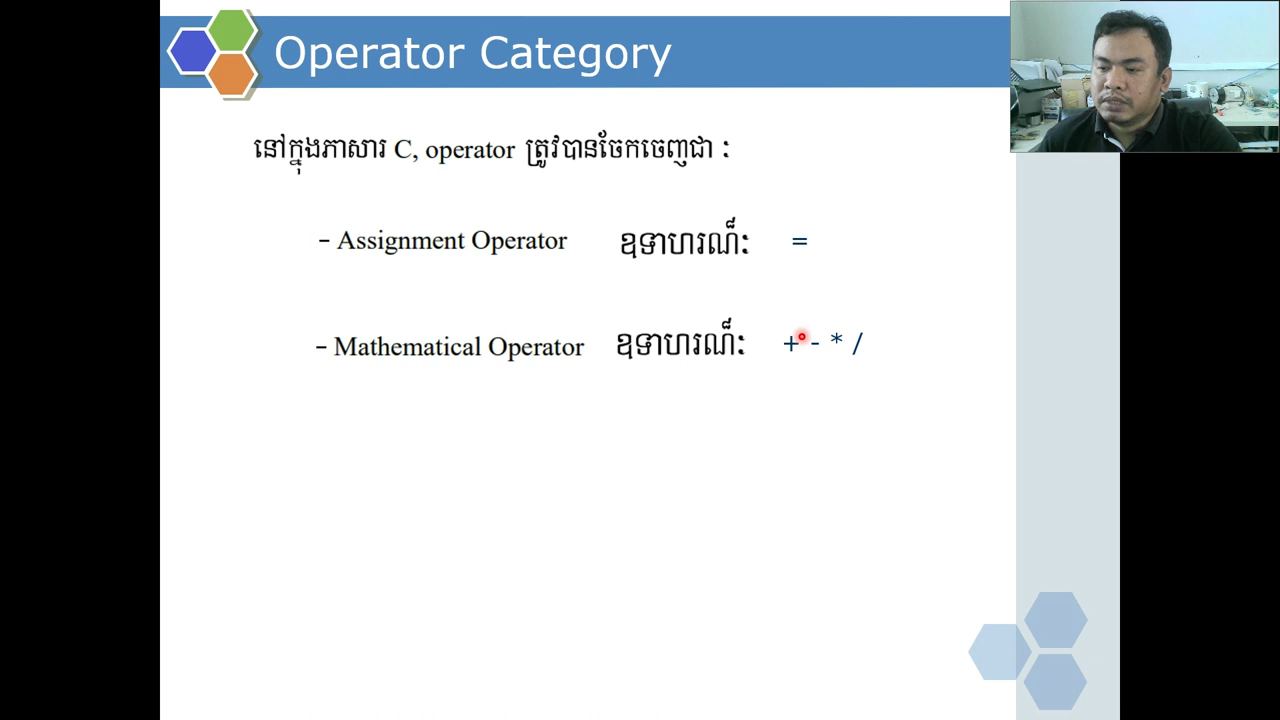 Operator Category
នៅក្នុងភាសារ C, operator ត្រូវបានចែកចេញជា ៖
- Assignment Operator ឧទាហរណ៏ៈ =
- Mathematical Operator ឧទាហរណ៏ៈ + - * /